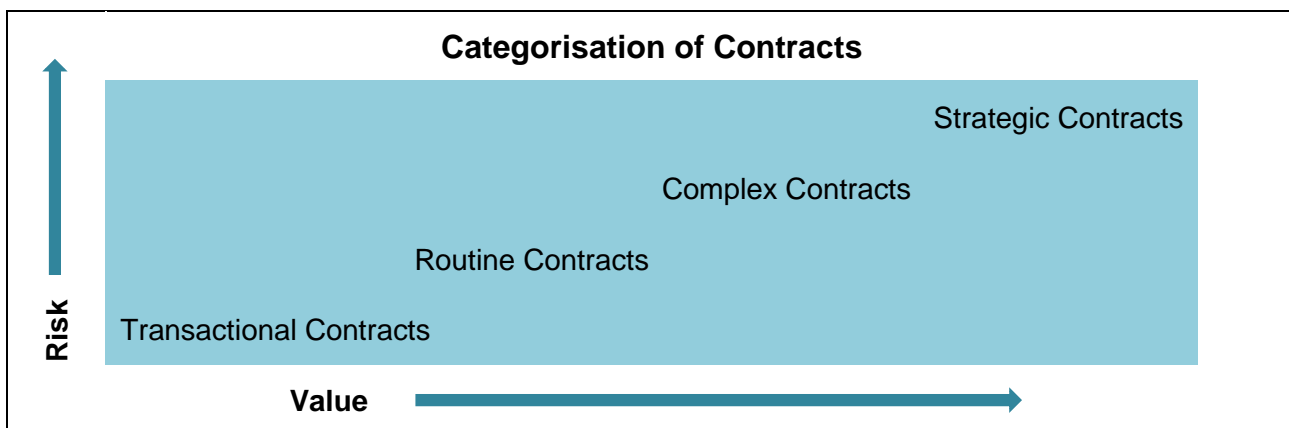 Categorisation of Contracts
Strategic Contracts
Complex Contracts
Routine Contracts
Transactional Contracts
Risk
Value